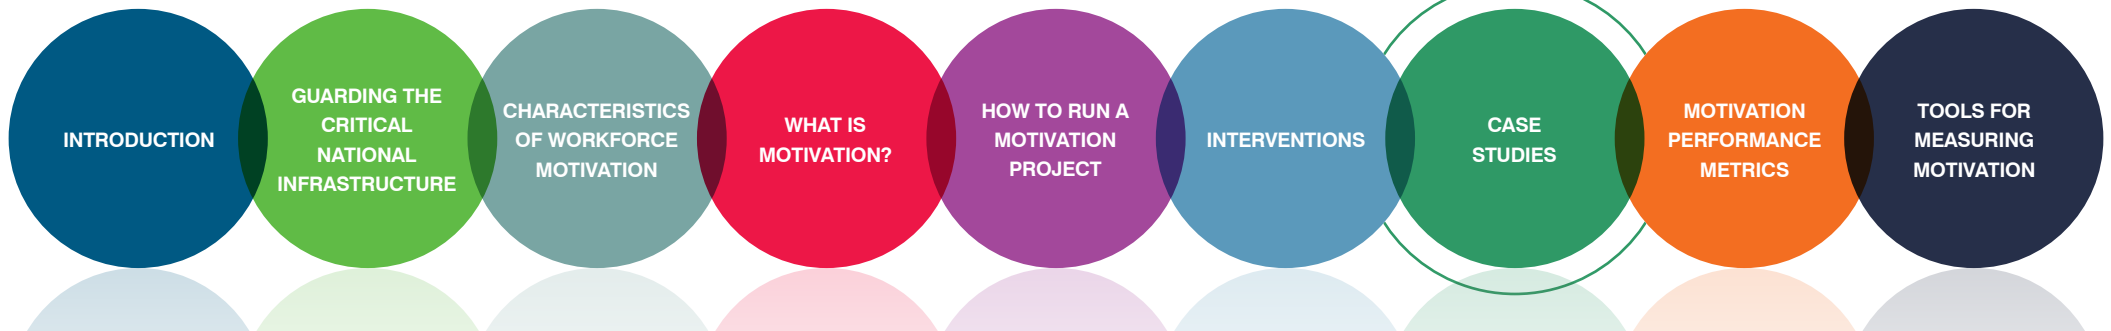 INTRODUCTION
GUARDING THE
CRITICAL
NATIONAL
INFRASTRUCTURE
CHARACTERISTICS
OF WORKFORCE
MOTIVATION
WHAT IS
MOTIVATION?
HOW TO RUN A
MOTIVATION
PROJECT
INTERVENTIONS
CASE
STUDIES
MOTIVATION
PERFORMANCE
METRICS
TOOLS FOR
MEASURING
MOTIVATION